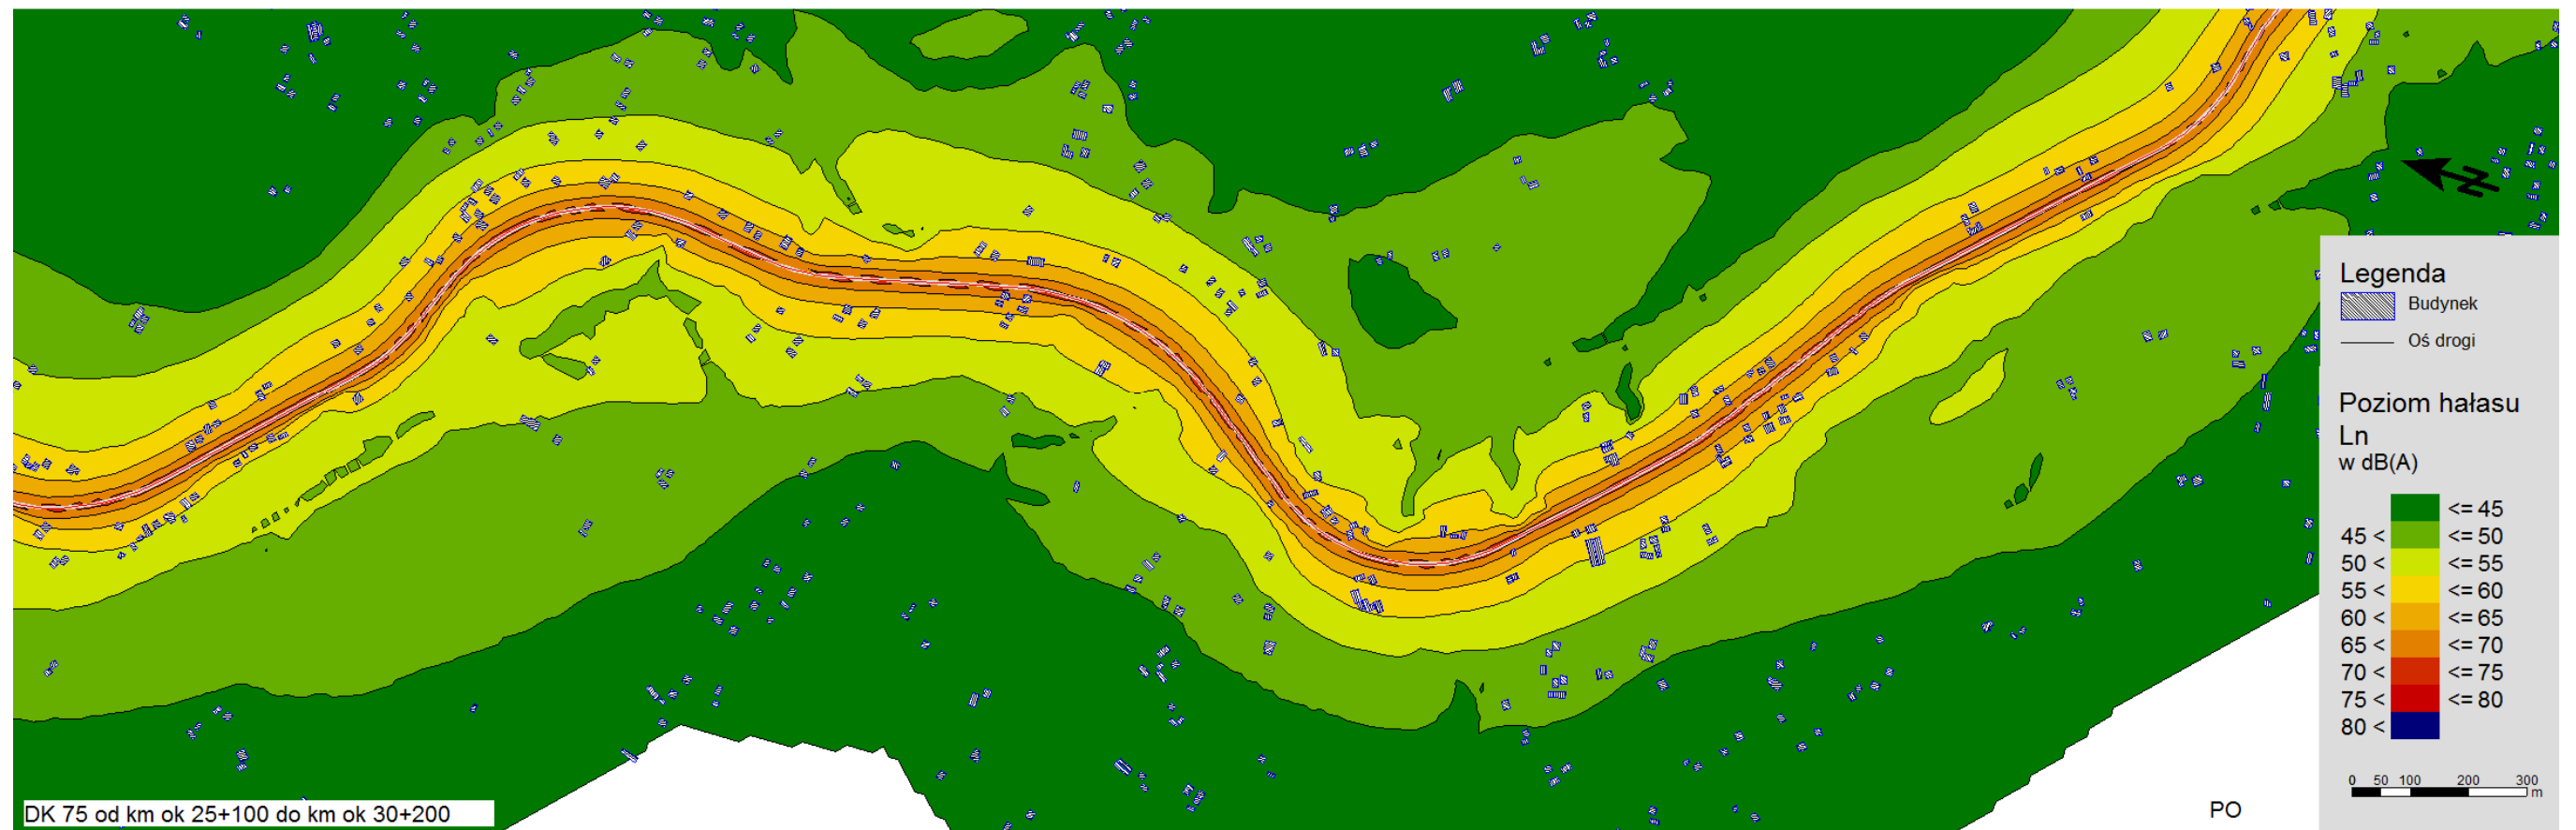 N
Legenda
Budynek
Oś drogi
Poziom hałasu
Ln
w dB(A)
<= 45
45 < <= 50
50 < <= 55
55 < <= 60
60 < <= 65
65 < <= 70
70 < <= 75
75 < <= 80
80 <
0 50 100 200 300
m
DK 75 od km ok 25+100 do km ok 30+200
PO